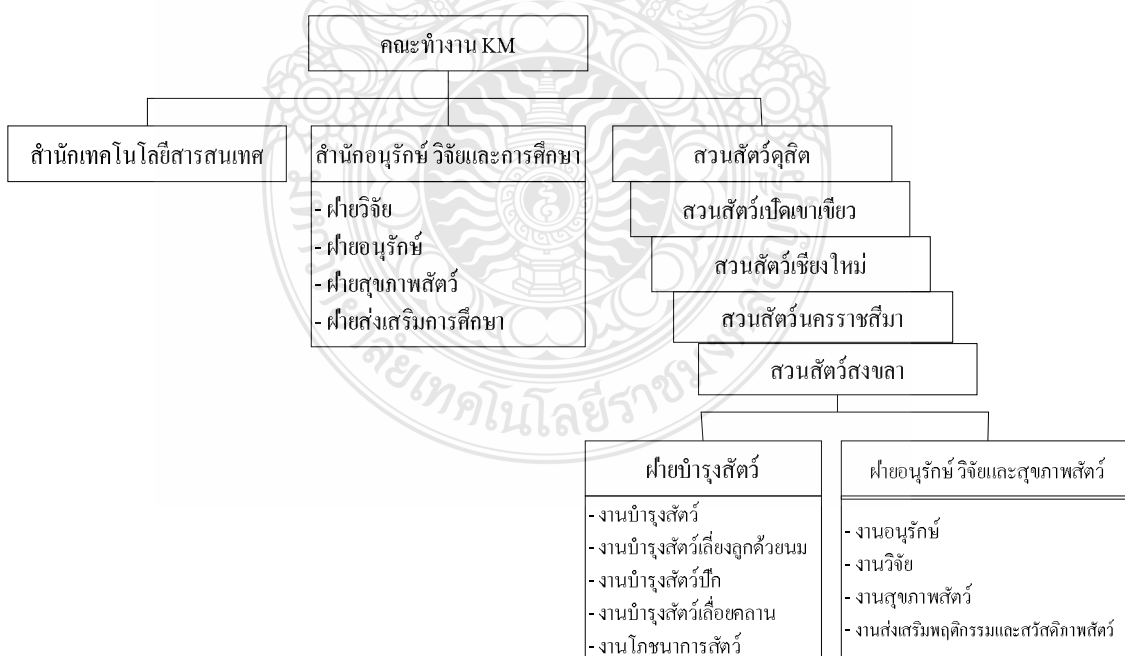 คณะทำงาน KM
สำนักเทคโนโลยีสารสนเทศ
สำนักอนุรักษ์ วิจัยและการศึกษา
- ฝ่ายวิจัย
- ฝ่ายอนุรักษ์
- ฝ่ายสุขภาพสัตว์
- ฝ่ายส่งเสริมการศึกษา
สวนสัตว์ดุสิต
สวนสัตว์เปิดเขาเขียว
สวนสัตว์เชียงใหม่
สวนสัตว์นครราชสีมา
สวนสัตว์สงขลา
ฝ่ายบำรุงสัตว์
- งานบำรุงสัตว์
- งานบำรุงสัตว์เลี่ยงลูกด้วยนม
- งานบำรุงสัตว์ปีก
- งานบำรุงสัตว์เลื่อยคลาน
- งานโภชนาการสัตว์
ฝ่ายอนุรักษ์ วิจัยและสุขภาพสัตว์
- งานอนุรักษ์
- งานวิจัย
- งานสุขภาพสัตว์
- งานส่งเสริมพฤติกรรมและสวัสดิภาพสัตว์